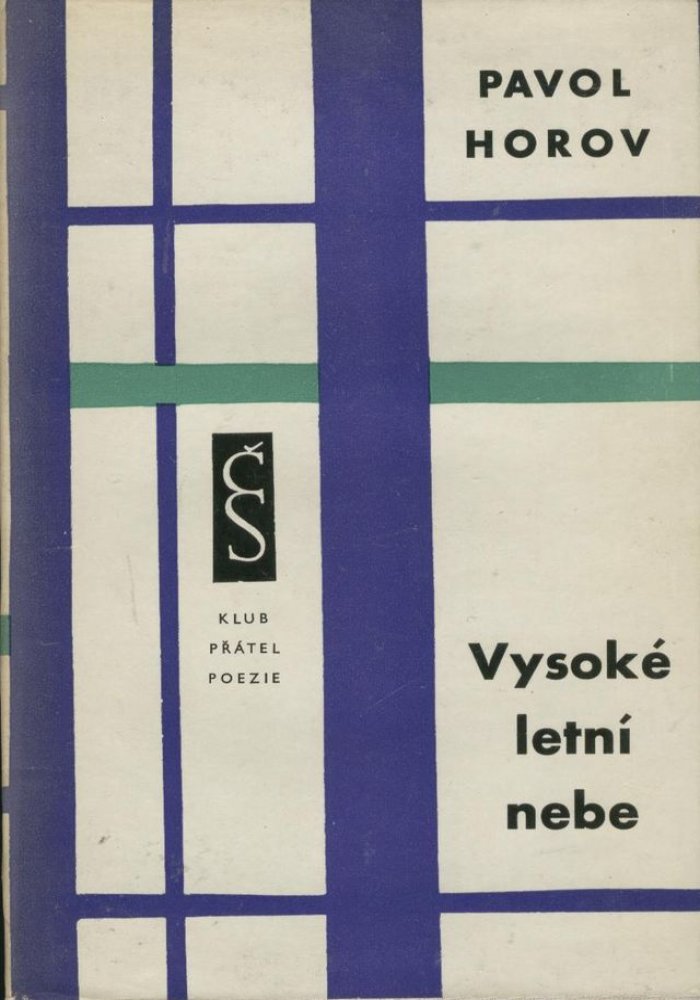 PAVOL
HOROV
ČS
KLUB
PŘÁTEL
POEZIE
Vysoké
letní
nebe